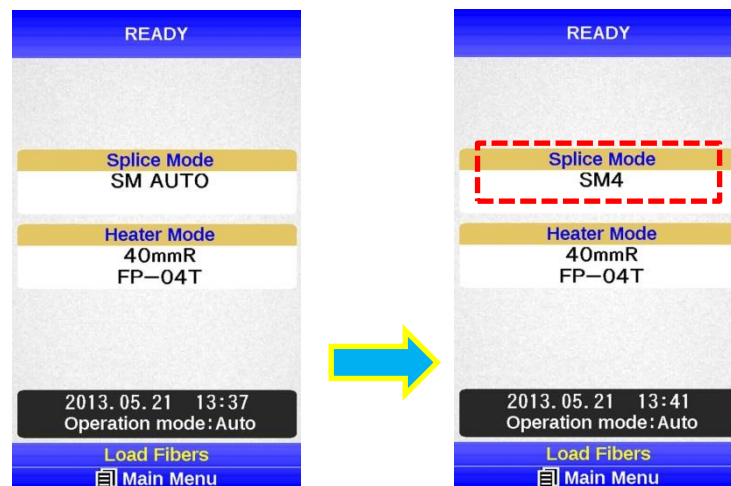 READY
Splice Mode
SM AUTO
Heater Mode
40mmR
FP-04T
2013.05.21 13:37
Operation mode:Auto
Load Fibers
Main Menu
READY
Splice Mode
SM4
Heater Mode
40mmR
FP-04T
2013.05.21 13:41
Operation mode:Auto
Load Fibers
Main Menu